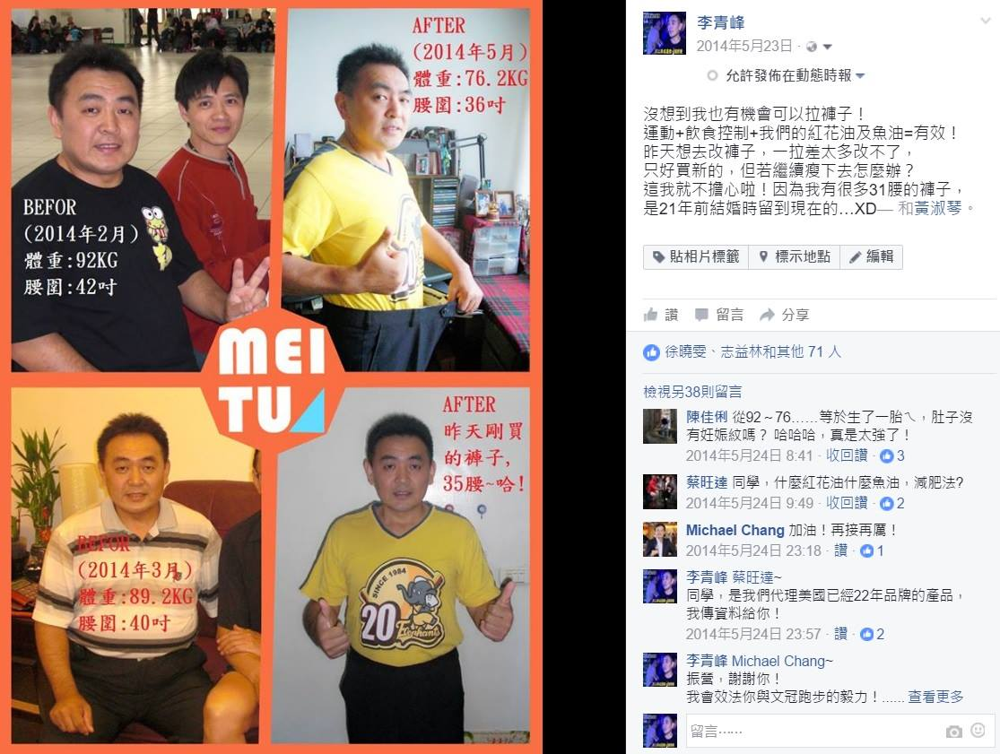 BEFOR
(2014年2月)
體重:92KG
腰圍:42吋
AFTER
(2014年5月)
體重:76.2KG
腰圍:36吋
MEI
TU
BEFOR
(2014年3月)
體重:89.2KG
腰圍:40吋
AFTER
昨天剛買
的褲子,
35腰~哈!
SINCE 1984
20 Elephants
李青峰
2014年5月23日
允許發佈在動態時報
沒想到我也有機會可以拉褲子！
運動+飲食控制+我們的紅花油及魚油=有效！
昨天想去改褲子，一拉差太多改不了，
只好買新的，但若繼續瘦下去怎麼辦？
這我就不擔心啦！因為我有很多31腰的褲子，
是21年前結婚時留到現在的...XD— 和黃淑琴。
貼相片標籤 標示地點 編輯
讚 留言 分享
徐曉雯、志益林和其他 71 人
檢視另38則留言
陳佳俐 從92～76……等於生了一胎ㄟ，肚子沒
有妊娠紋嗎？ 哈哈哈，真是太強了！
2014年5月24日 8:41 · 收回讚 · 3
蔡旺達 同學，什麼紅花油什麼魚油，減肥法?
2014年5月24日 9:49 · 收回讚 · 2
Michael Chang 加油！再接再厲！
2014年5月24日 23:18 · 讚 · 1
李青峰 蔡旺達~
同學，是我們代理美國已經22年品牌的產品，
我傳資料給你！
2014年5月24日 23:57 · 讚 · 2
李青峰 Michael Chang~
振營，謝謝你！
我會效法你與文冠跑步的毅力！...... 查看更多
留言······